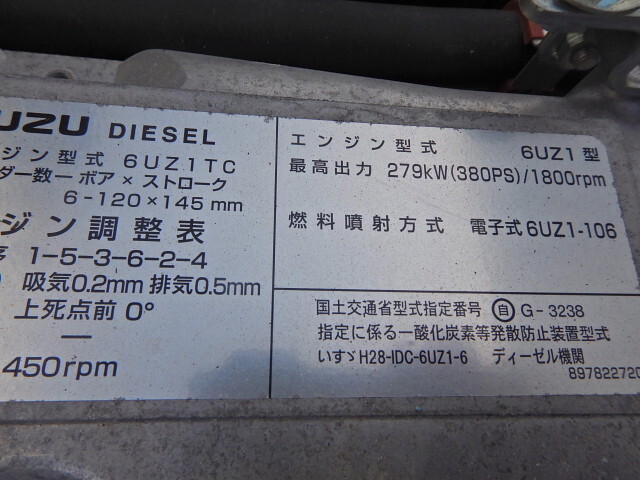 UZU DIESEL
ジン型式 6UZ1TC
ダー数ー ボア × ストローク
6-120×145 mm
ジン調整表
1-5-3-6-2-4
吸気0.2mm 排気0.5mm
上死点前 0°
—
450rpm
エンジン型式 6UZ1型
最高出力 279kW(380PS)/1800rpm
燃料噴射方式 電子式6UZ1-106
国土交通省型式指定番号 自 G-3238
指定に係る一酸化炭素等発散防止装置型式
いすゞH28-IDC-6UZ1-6 ディーゼル機関
897822720